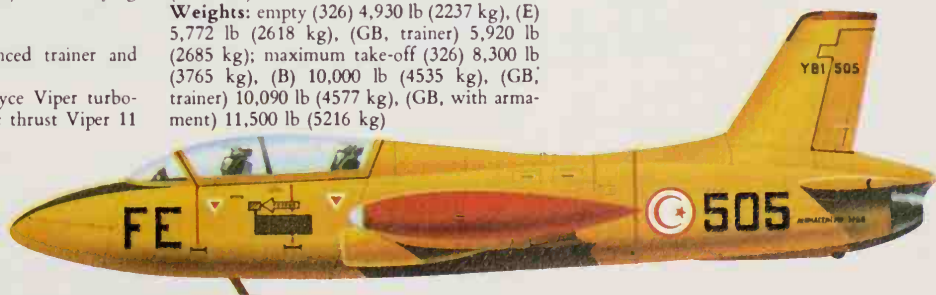 nced trainer and
yce Viper turbo-
thrust Viper 11
Weights: empty (326) 4,930 lb (2237 kg), (E)
5,772 lb (2618 kg), (GB, trainer) 5,920 lb
(2685 kg); maximum take-off (326) 8,300 lb
(3765 kg), (B) 10,000 lb (4535 kg), (GB,
trainer) 10,090 lb (4577 kg), (GB, with arma-
ment) 11,500 lb (5216 kg)
Y81 505
FE
505